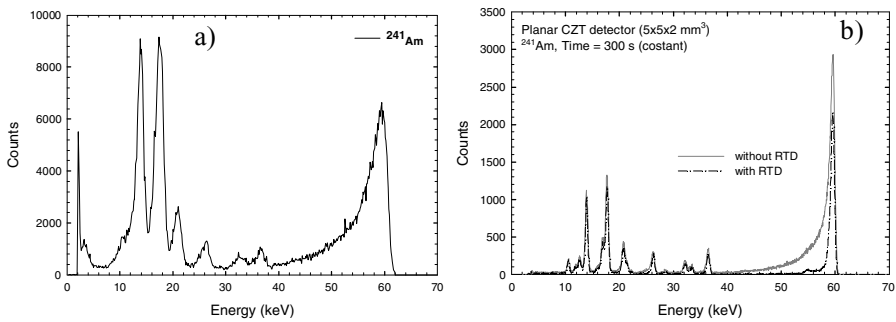 a)
241Am
10000
8000
6000
4000
2000
0
Counts
0 10 20 30 40 50 60 70
Energy (keV)
b)
Planar CZT detector (5x5x2 mm3)
241Am, Time = 300 s (costant)
without RTD
with RTD
3500
3000
2500
2000
1500
1000
500
0
Counts
0 10 20 30 40 50 60 70
Energy (keV)